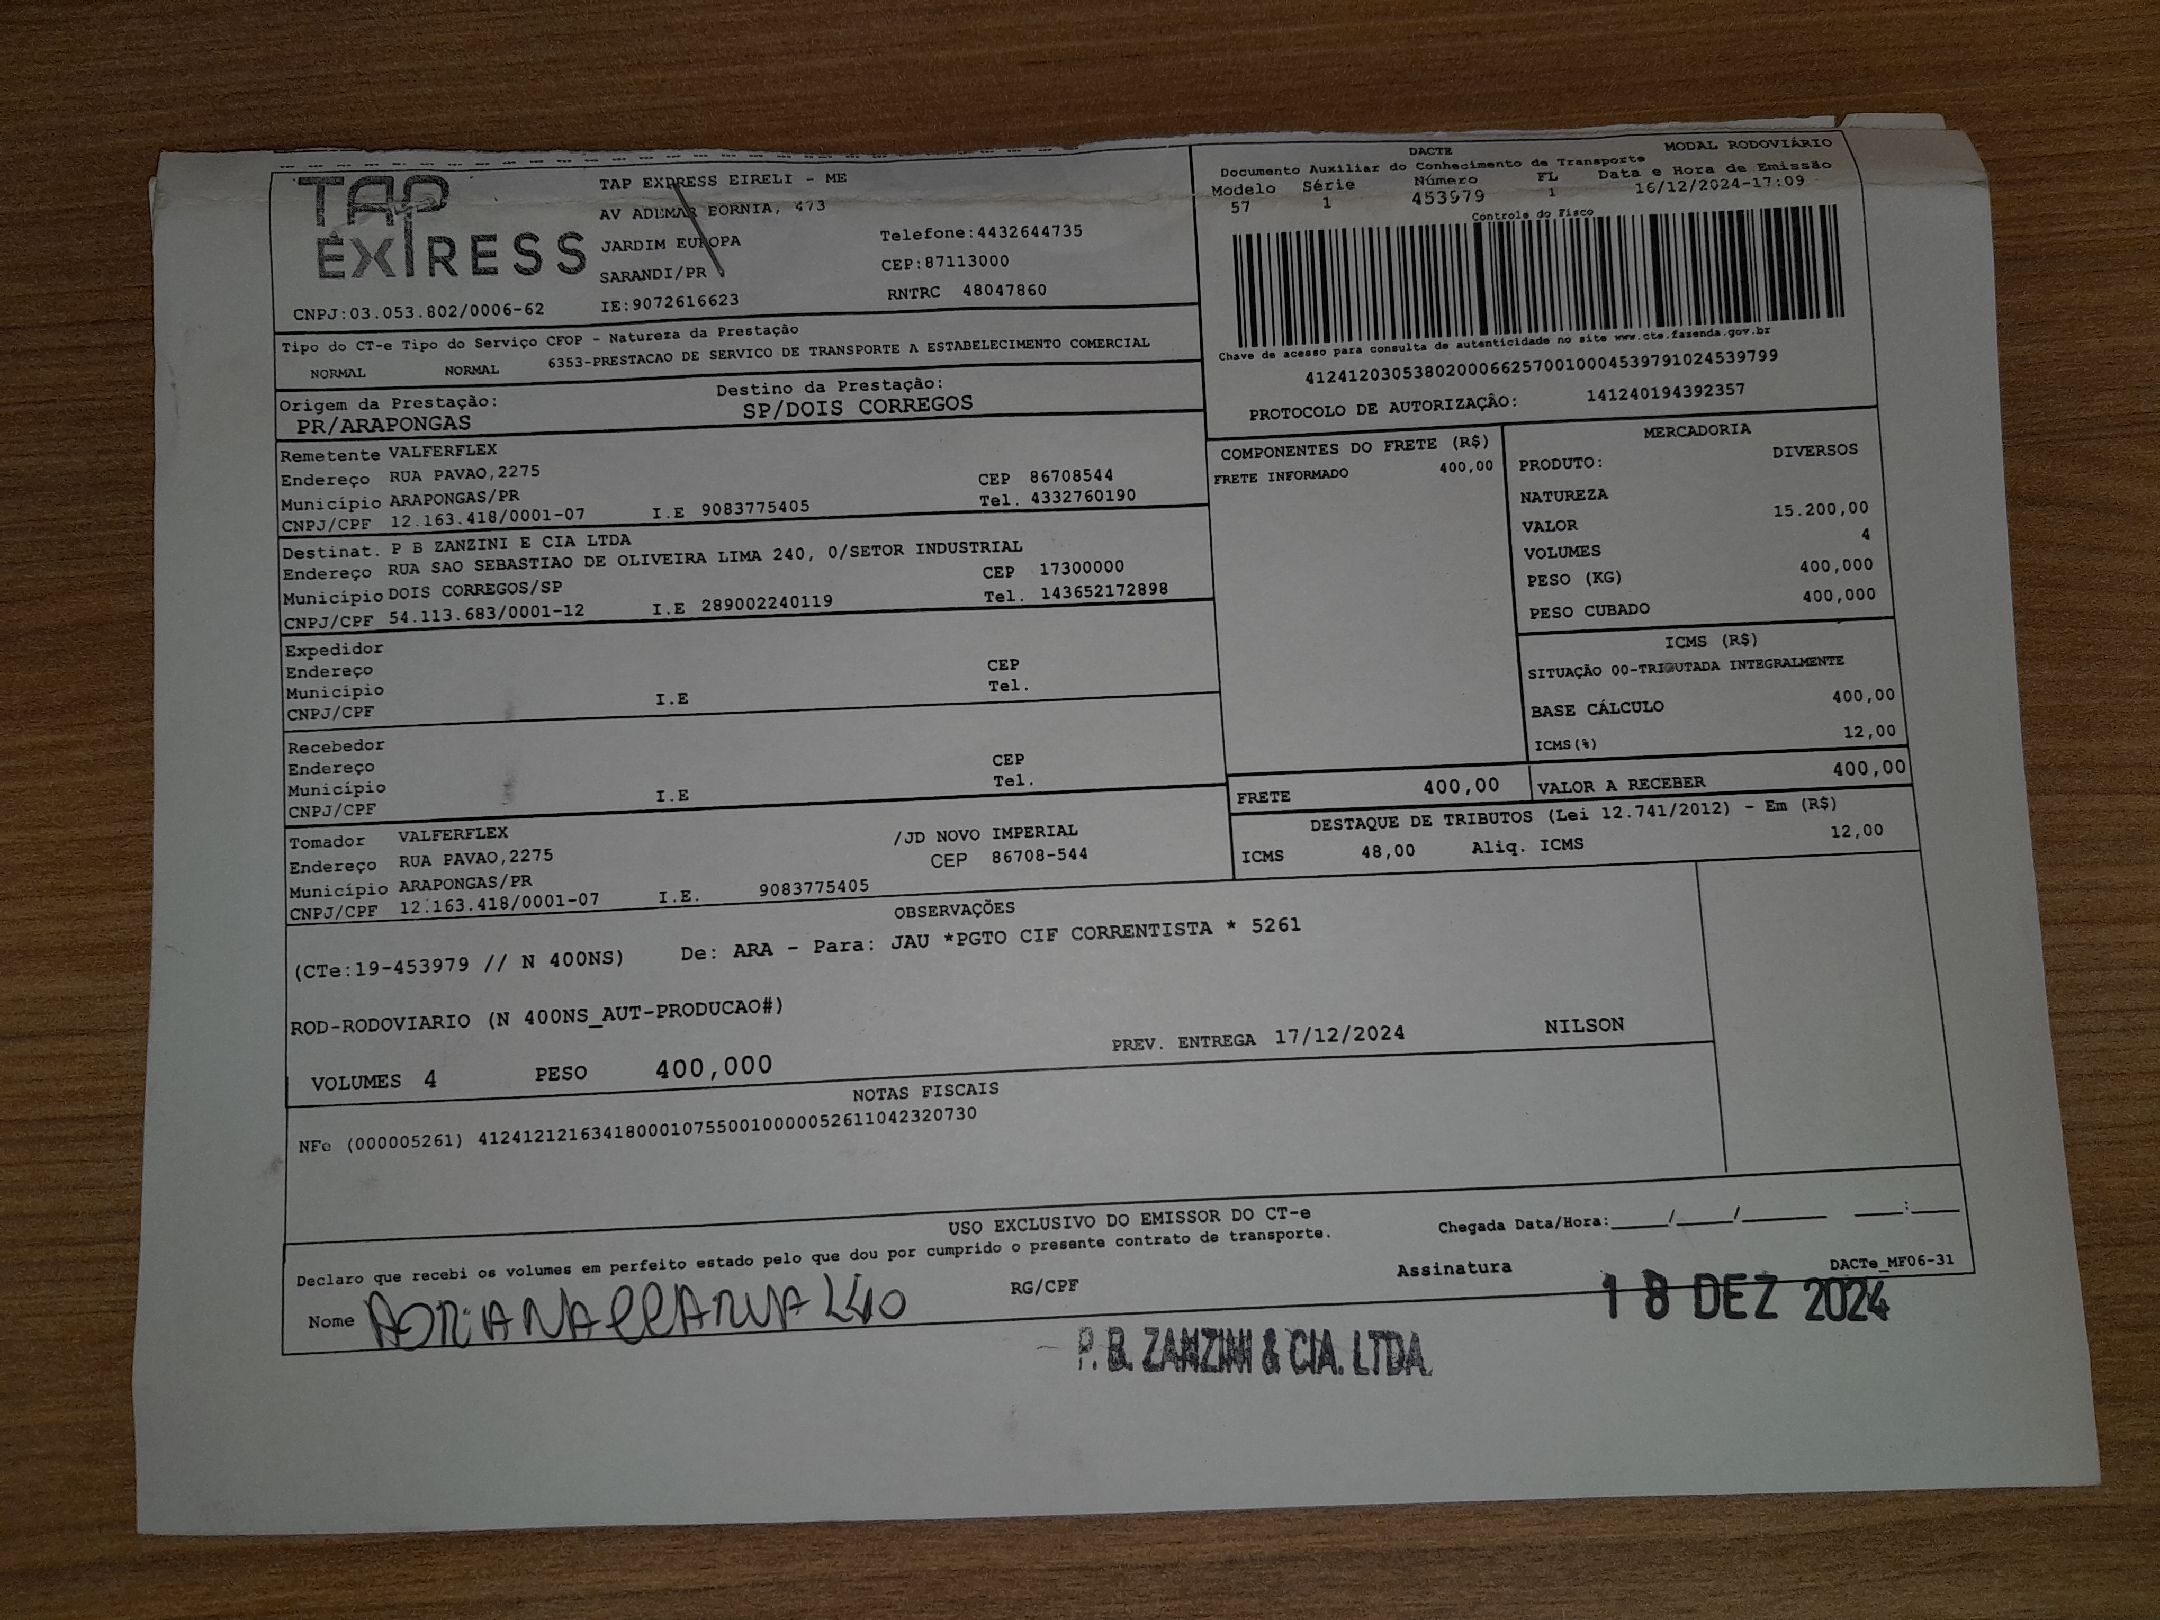 TAP
EXPRESS
CNPJ:03.053.802/0006-62
TAP EXPRESS EIRELI - ME
AV ADEMAR BORNIA, 473
JARDIM EUROPA
SARANDI/PR
IE:9072616623
Telefone:4432644735
CEP:87113000
RNTRC 48047860
DACTE MODAL RODOVIÁRIO
Documento Auxiliar do Conhecimento de Transporte
Modelo Série Número FL Data e Hora de Emissão
57 1 453979 1 16/12/2024-17:09
Controle do Fisco
Chave de acesso para consulta de autenticidade no site www.cte.fazenda.gov.br
41241203053802000662570010004539791024539799
PROTOCOLO DE AUTORIZAÇÃO: 141240194392357
Tipo do CT-e Tipo do Serviço CFOP - Natureza da Prestação
NORMAL NORMAL 6353-PRESTACAO DE SERVICO DE TRANSPORTE A ESTABELECIMENTO COMERCIAL
Origem da Prestação: Destino da Prestação:
PR/ARAPONGAS SP/DOIS CORREGOS
Remetente VALFERFLEX
Endereço RUA PAVAO,2275 CEP 86708544
Município ARAPONGAS/PR Tel. 4332760190
CNPJ/CPF 12.163.418/0001-07 I.E 9083775405
Destinat. P B ZANZINI E CIA LTDA
Endereço RUA SAO SEBASTIAO DE OLIVEIRA LIMA 240, 0/SETOR INDUSTRIAL
Município DOIS CORREGOS/SP CEP 17300000
CNPJ/CPF 54.113.683/0001-12 I.E 289002240119 Tel. 143652172898
Expedidor
Endereço CEP
Município Tel.
CNPJ/CPF I.E
Recebedor
Endereço CEP
Município Tel.
CNPJ/CPF I.E
Tomador VALFERFLEX /JD NOVO IMPERIAL
Endereço RUA PAVAO,2275 CEP 86708-544
Município ARAPONGAS/PR
CNPJ/CPF 12.163.418/0001-07 I.E. 9083775405
COMPONENTES DO FRETE (R$)
FRETE INFORMADO 400,00
MERCADORIA
PRODUTO: DIVERSOS
NATUREZA
VALOR 15.200,00
VOLUMES 4
PESO (KG) 400,000
PESO CUBADO 400,000
ICMS (R$)
SITUAÇÃO 00-TRIBUTADA INTEGRALMENTE
BASE CÁLCULO 400,00
ICMS(%) 12,00
FRETE 400,00 VALOR A RECEBER 400,00
DESTAQUE DE TRIBUTOS (Lei 12.741/2012) - Em (R$)
ICMS 48,00 Aliq. ICMS 12,00
OBSERVAÇÕES
(CTe:19-453979 // N 400NS) De: ARA - Para: JAU *PGTO CIF CORRENTISTA * 5261
ROD-RODOVIARIO (N 400NS_AUT-PRODUCAO#)
PREV. ENTREGA 17/12/2024 NILSON
VOLUMES 4 PESO 400,000
NOTAS FISCAIS
NFe (000005261) 41241212163418000107550010000052611042320730
USO EXCLUSIVO DO EMISSOR DO CT-e
Declaro que recebi os volumes em perfeito estado pelo que dou por cumprido o presente contrato de transporte.
Chegada Data/Hora:____/____/______ ___:___
Nome ADRIANA CCARVALHO RG/CPF Assinatura DACTe_MF06-31
18 DEZ 2024
P. B. ZANZINI & CIA. LTDA.